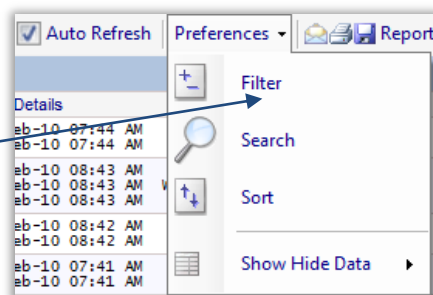 Auto Refresh Preferences Report
Filter
Details
eb-10 07:44 AM
eb-10 07:44 AM
Search
eb-10 08:43 AM
eb-10 08:43 AM
eb-10 08:43 AM
Sort
eb-10 08:42 AM
eb-10 08:42 AM
Show Hide Data
eb-10 07:41 AM
eb-10 07:41 AM